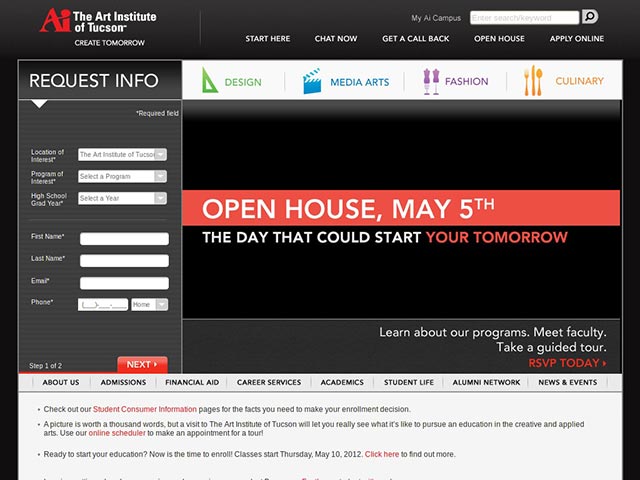 Ai The Art Institute
of Tucson
CREATE TOMORROW
My Ai Campus
Enter search/keyword
START HERE
CHAT NOW
GET A CALL BACK
OPEN HOUSE
APPLY ONLINE
REQUEST INFO
DESIGN
MEDIA ARTS
FASHION
CULINARY
*Required field
Location of
Interest*
The Art Institute of Tucso
Program of
Interest*
Select a Program
High School
Grad Year*
Select a Year
First Name*
Last Name*
Email*
Phone*
(___)-___-____
Home
Step 1 of 2
NEXT
OPEN HOUSE, MAY 5TH
THE DAY THAT COULD START YOUR TOMORROW
Learn about our programs. Meet faculty.
Take a guided tour.
RSVP TODAY
ABOUT US
ADMISSIONS
FINANCIAL AID
CAREER SERVICES
ACADEMICS
STUDENT LIFE
ALUMNI NETWORK
NEWS & EVENTS
• Check out our Student Consumer Information pages for the facts you need to make your enrollment decision.
• A picture is worth a thousand words, but a visit to The Art Institute of Tucson will let you really see what it's like to pursue an education in the creative and applied
arts. Use our online scheduler to make an appointment for a tour!
• Ready to start your education? Now is the time to enroll! Classes start Thursday, May 10, 2012. Click here to find out more.